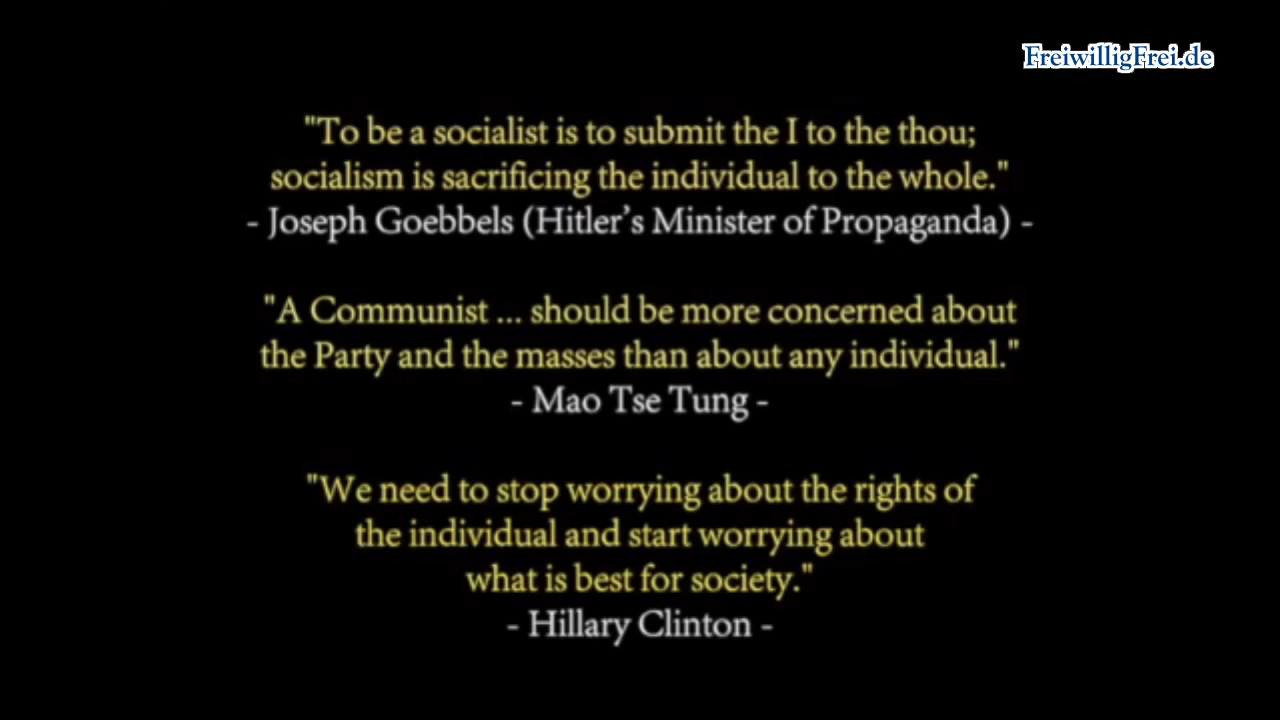 FreiwilligFrei.de
"To be a socialist is to submit the I to the thou;
socialism is sacrificing the individual to the whole."
- Joseph Goebbels (Hitler’s Minister of Propaganda) -
"A Communist ... should be more concerned about
the Party and the masses than about any individual."
- Mao Tse Tung -
"We need to stop worrying about the rights of
the individual and start worrying about
what is best for society."
- Hillary Clinton -